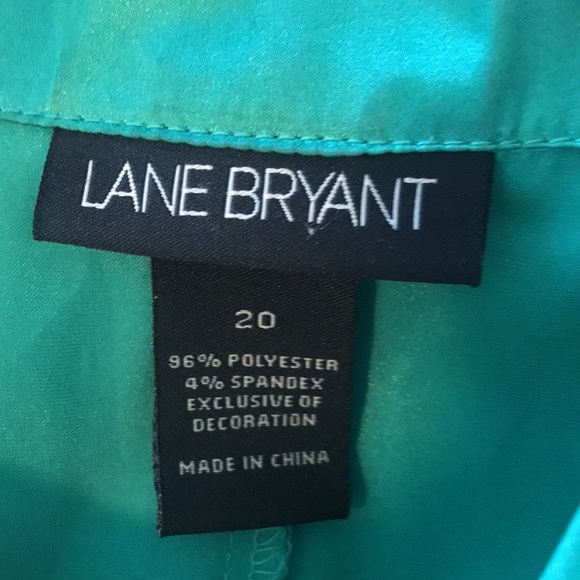 LANE BRYANT
20
96% POLYESTER
4% SPANDEX
EXCLUSIVE OF
DECORATION
MADE IN CHINA